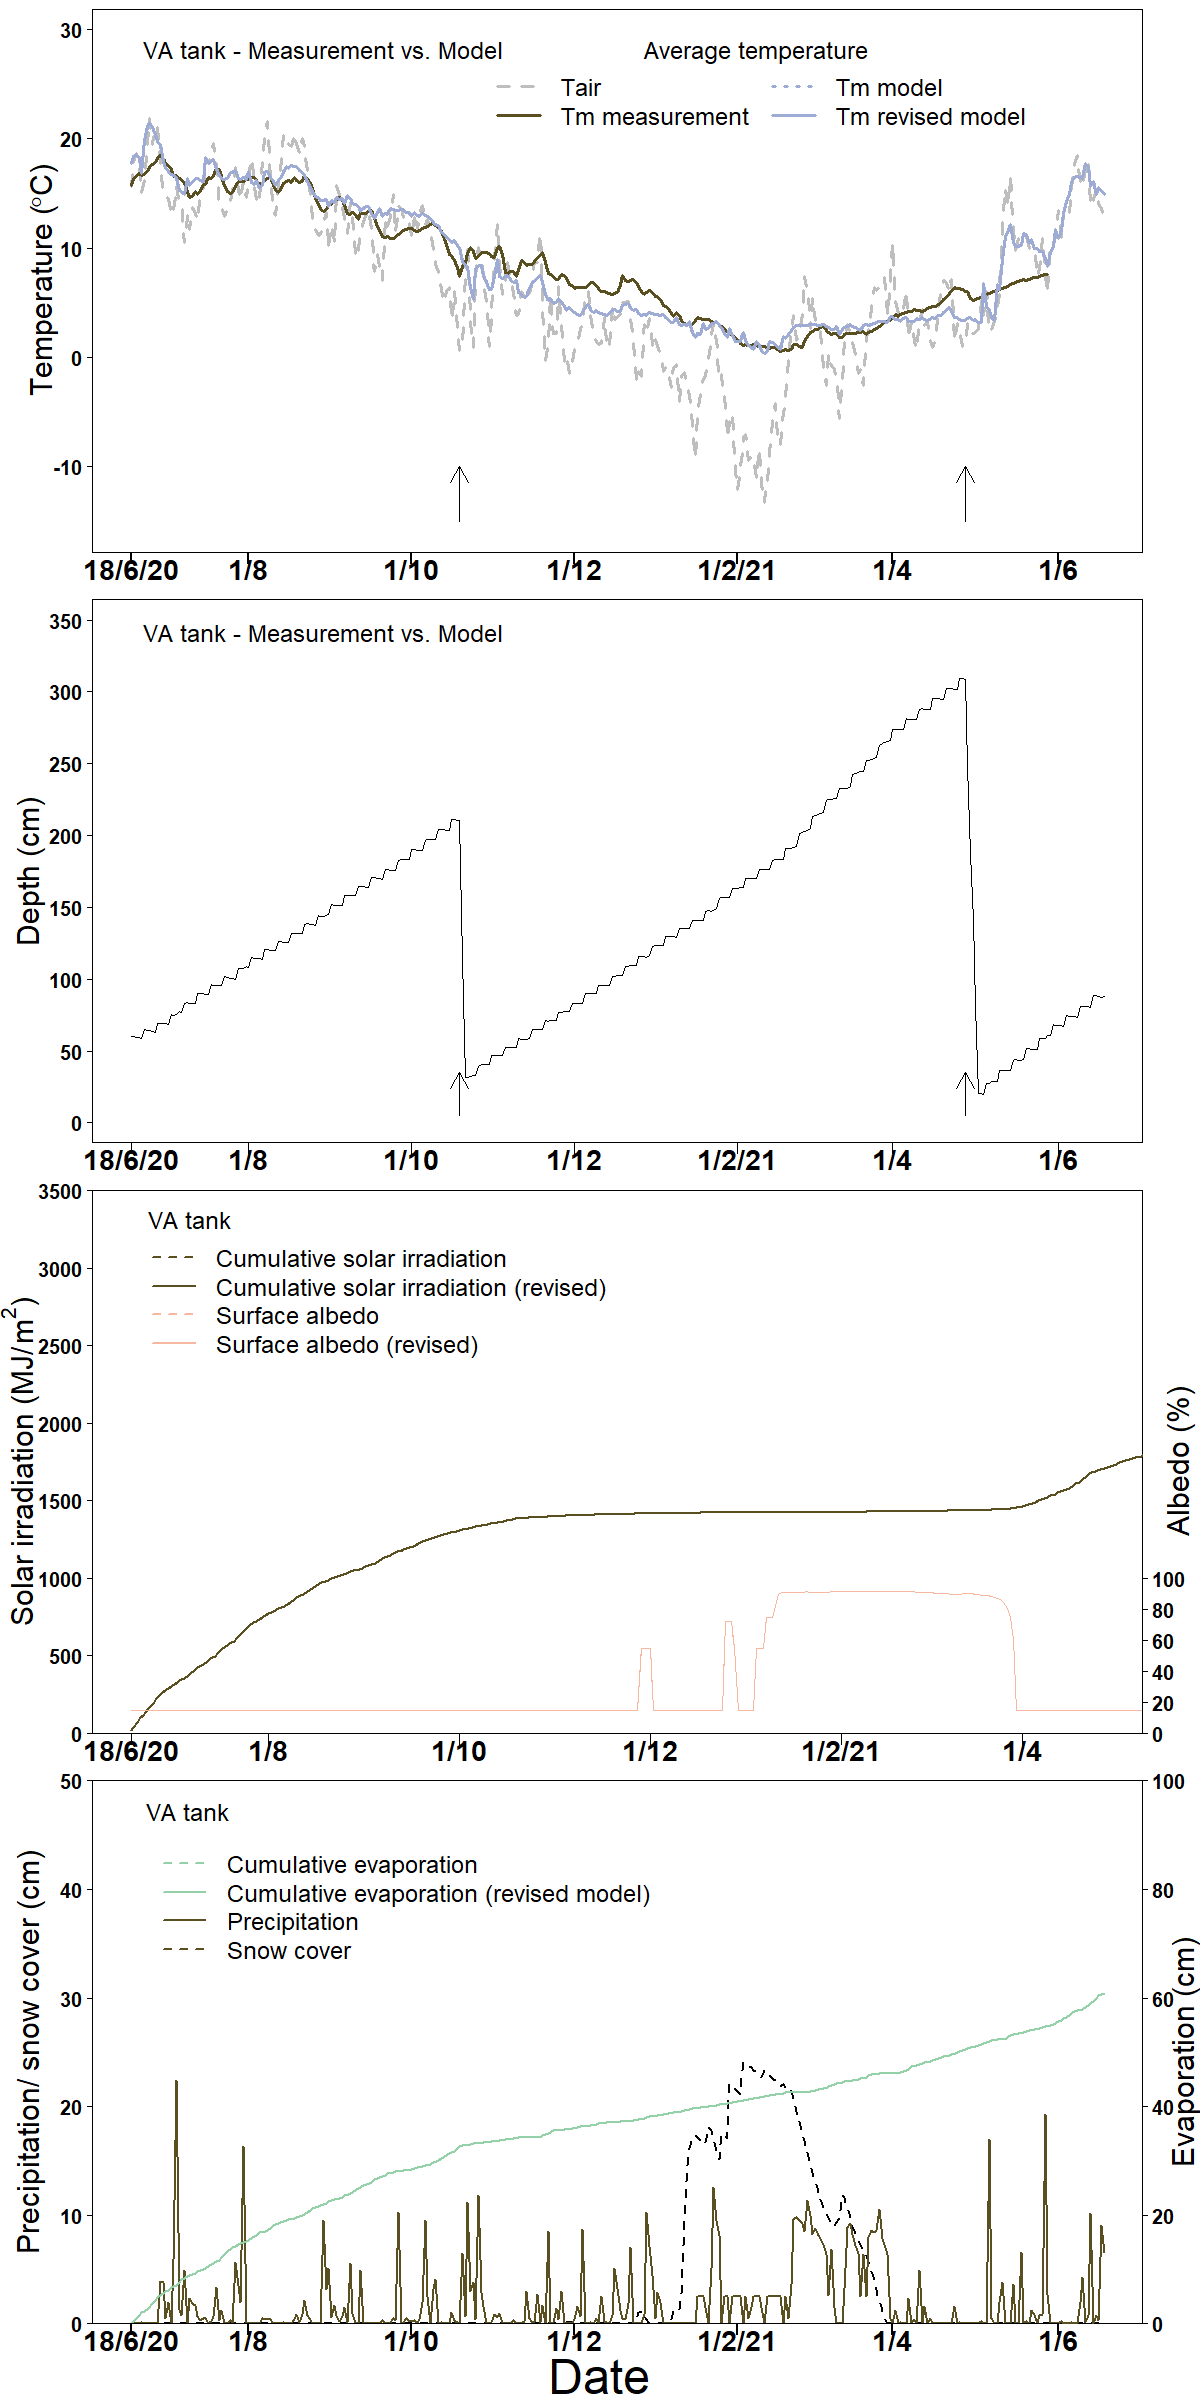 VA tank - Measurement vs. Model
Average temperature
Tair
Tm model
Tm measurement
Tm revised model
Temperature (°C)
30
20
10
0
-10
18/6/20 1/8 1/10 1/12 1/2/21 1/4 1/6
VA tank - Measurement vs. Model
Depth (cm)
350
300
250
200
150
100
50
0
18/6/20 1/8 1/10 1/12 1/2/21 1/4 1/6
VA tank
Cumulative solar irradiation
Cumulative solar irradiation (revised)
Surface albedo
Surface albedo (revised)
Solar irradiation (MJ/m²)
3500
3000
2500
2000
1500
1000
500
0
Albedo (%)
100
80
60
40
20
0
18/6/20 1/8 1/10 1/12 1/2/21 1/4
VA tank
Cumulative evaporation
Cumulative evaporation (revised model)
Precipitation
Snow cover
Precipitation/ snow cover (cm)
50
40
30
20
10
0
Evaporation (cm)
100
80
60
40
20
0
18/6/20 1/8 1/10 1/12 1/2/21 1/4 1/6
Date